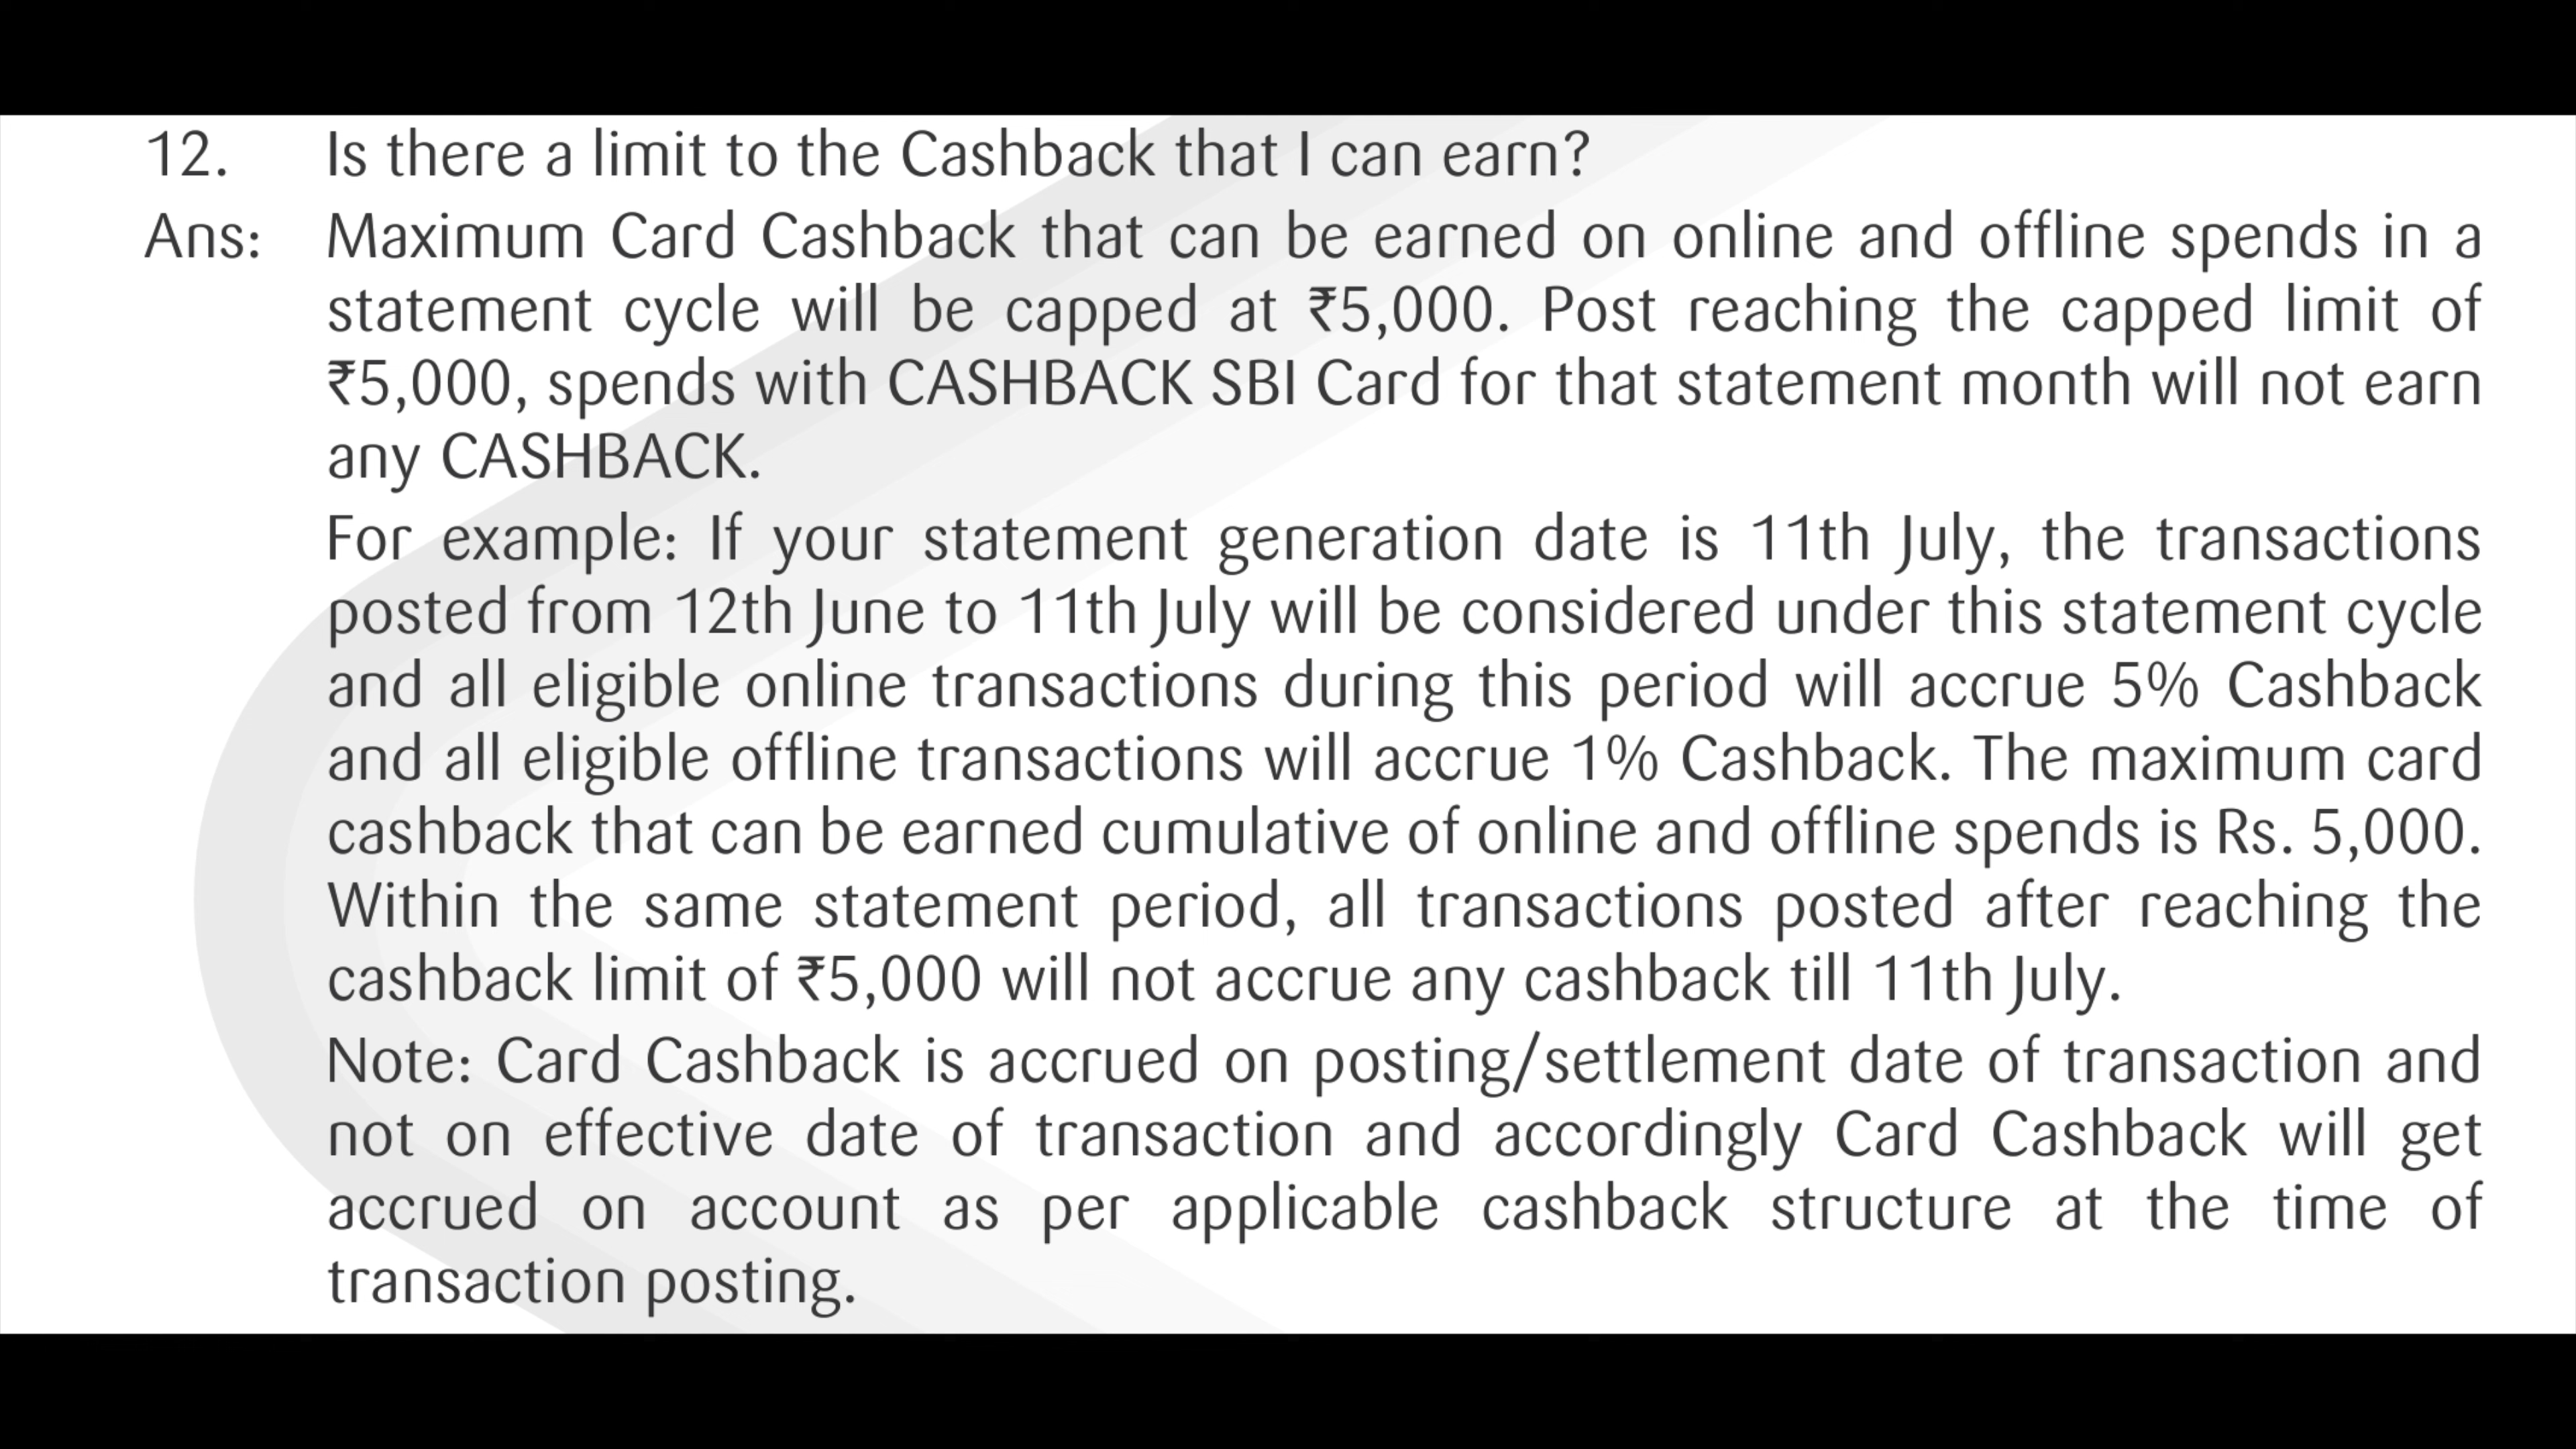 12. Is there a limit to the Cashback that I can earn?
Ans: Maximum Card Cashback that can be earned on online and offline spends in a
statement cycle will be capped at ₹5,000. Post reaching the capped limit of
₹5,000, spends with CASHBACK SBI Card for that statement month will not earn
any CASHBACK.
For example: If your statement generation date is 11th July, the transactions
posted from 12th June to 11th July will be considered under this statement cycle
and all eligible online transactions during this period will accrue 5% Cashback
and all eligible offline transactions will accrue 1% Cashback. The maximum card
cashback that can be earned cumulative of online and offline spends is Rs. 5,000.
Within the same statement period, all transactions posted after reaching the
cashback limit of ₹5,000 will not accrue any cashback till 11th July.
Note: Card Cashback is accrued on posting/settlement date of transaction and
not on effective date of transaction and accordingly Card Cashback will get
accrued on account as per applicable cashback structure at the time of
transaction posting.